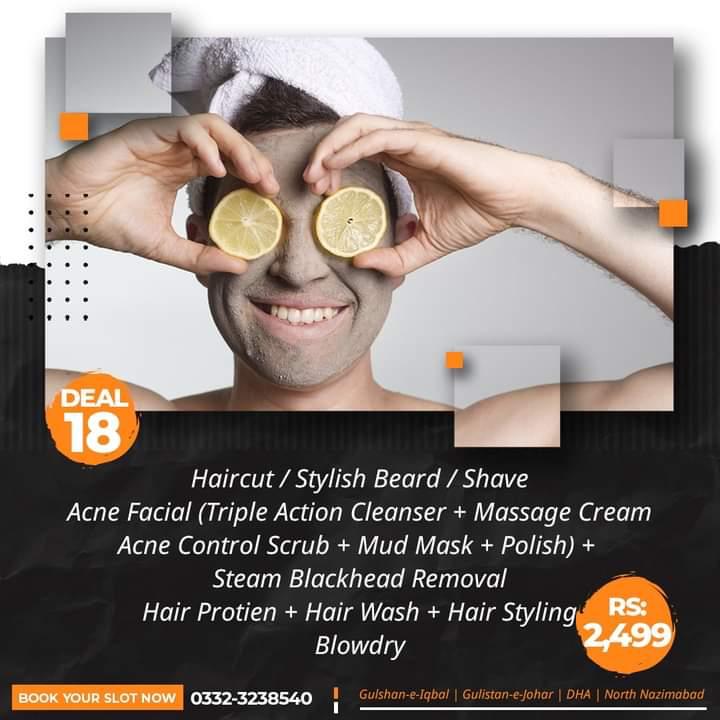 DEAL
18
Haircut / Stylish Beard / Shave
Acne Facial (Triple Action Cleanser + Massage Cream
Acne Control Scrub + Mud Mask + Polish) +
Steam Blackhead Removal
Hair Protien + Hair Wash + Hair Styling
Blowdry
RS:
2,499
BOOK YOUR SLOT NOW 0332-3238540 Gulshan-e-Iqbal | Gulistan-e-Johar | DHA | North Nazimabad